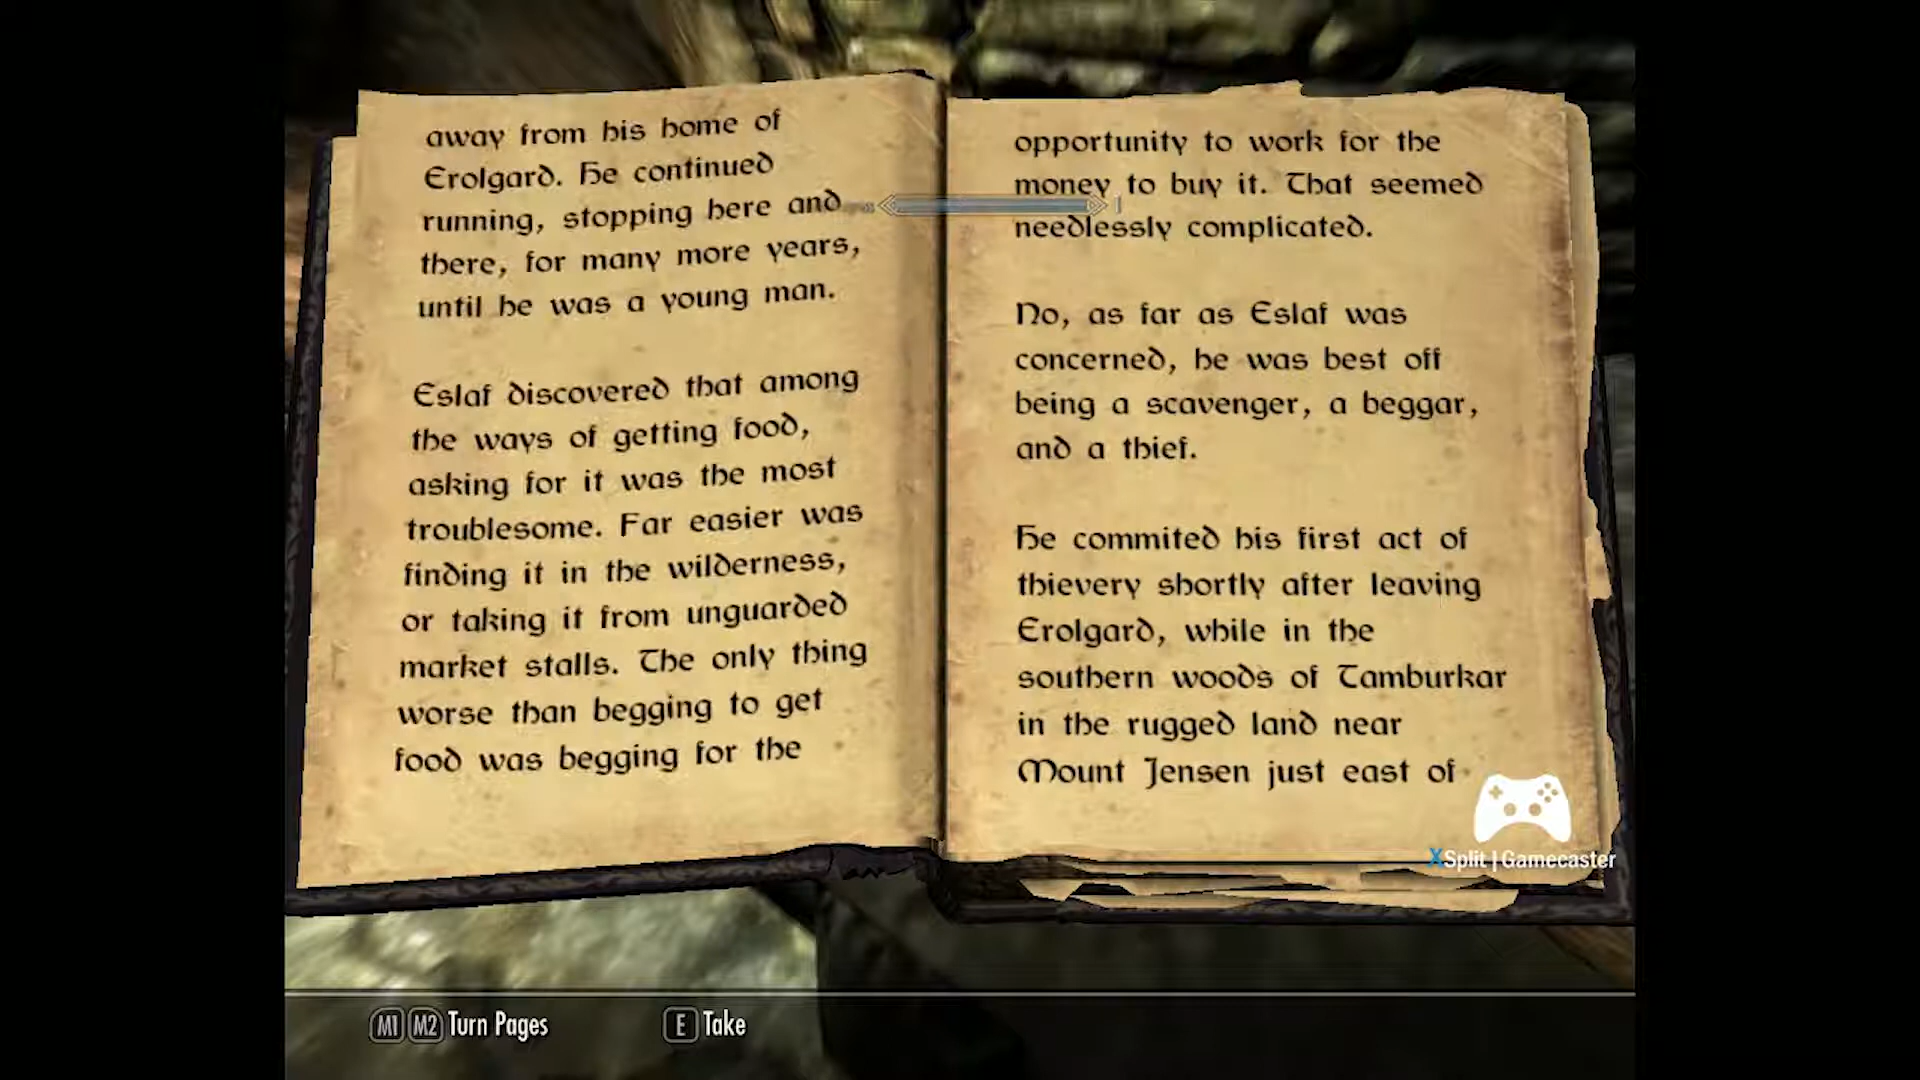 away from his home of
Erolgard. He continued
running, stopping here and
there, for many more years,
until he was a young man.
Eslaf discovered that among
the ways of getting food,
asking for it was the most
troublesome. Far easier was
finding it in the wilderness,
or taking it from unguarded
market stalls. The only thing
worse than begging to get
food was begging for the
opportunity to work for the
money to buy it. That seemed
needlessly complicated.
No, as far as Eslaf was
concerned, he was best off
being a scavenger, a beggar,
and a thief.
He commited his first act of
thievery shortly after leaving
Erolgard, while in the
southern woods of Tamburkar
in the rugged land near
Mount Jensen just east of
XSplit | Gamecaster
M1 M2 Turn Pages
E Take